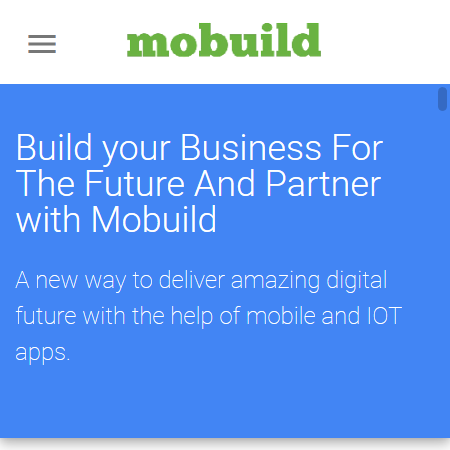 mobuild
Build your Business For
The Future And Partner
with Mobuild
A new way to deliver amazing digital
future with the help of mobile and IOT
apps.